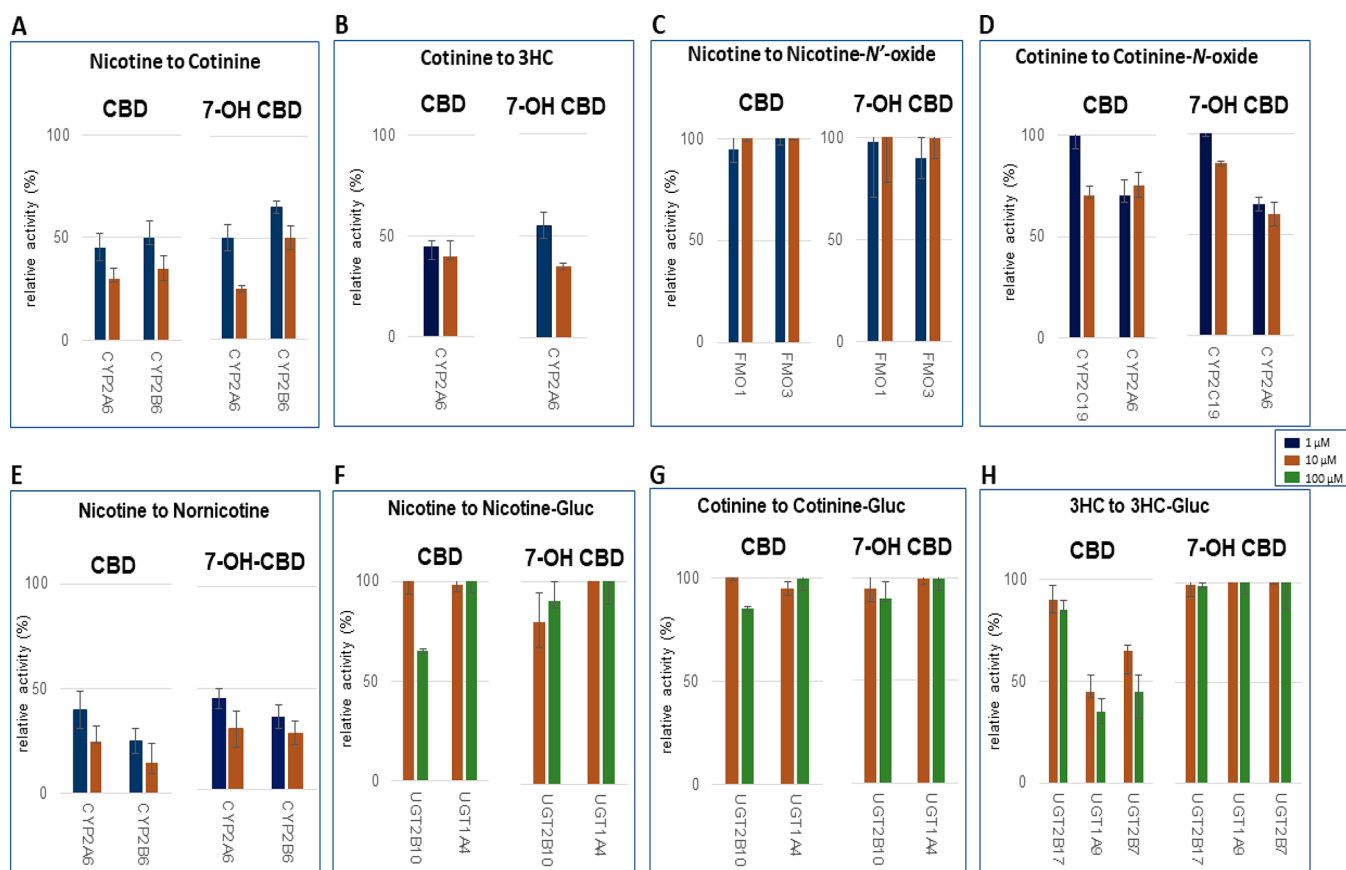 A
Nicotine to Cotinine
CBD
7-OH CBD
relative activity (%)
100
50
0
CYP2A6
CYP2B6
CYP2A6
CYP2B6
B
Cotinine to 3HC
CBD
7-OH CBD
relative activity (%)
100
50
0
CYP2A6
CYP2A6
C
Nicotine to Nicotine-N'-oxide
CBD
7-OH CBD
relative activity (%)
100
50
0
100
50
0
FMO1
FMO3
FMO1
FMO3
D
Cotinine to Cotinine-N-oxide
CBD
7-OH CBD
relative activity (%)
100
50
0
CYP2C19
CYP2A6
CYP2C19
CYP2A6
1 µM
10 µM
100 µM
E
Nicotine to Nornicotine
CBD
7-OH-CBD
relative activity (%)
100
50
0
CYP2A6
CYP2B6
CYP2A6
CYP2B6
F
Nicotine to Nicotine-Gluc
CBD
7-OH CBD
relative activity (%)
100
50
0
UGT2B10
UGT1A4
UGT2B10
UGT1A4
G
Cotinine to Cotinine-Gluc
CBD
7-OH CBD
relative activity (%)
100
50
0
UGT2B10
UGT1A4
UGT2B10
UGT1A4
H
3HC to 3HC-Gluc
CBD
7-OH CBD
relative activity (%)
100
50
0
UGT2B17
UGT1A9
UGT2B7
UGT2B17
UGT1A9
UGT2B7